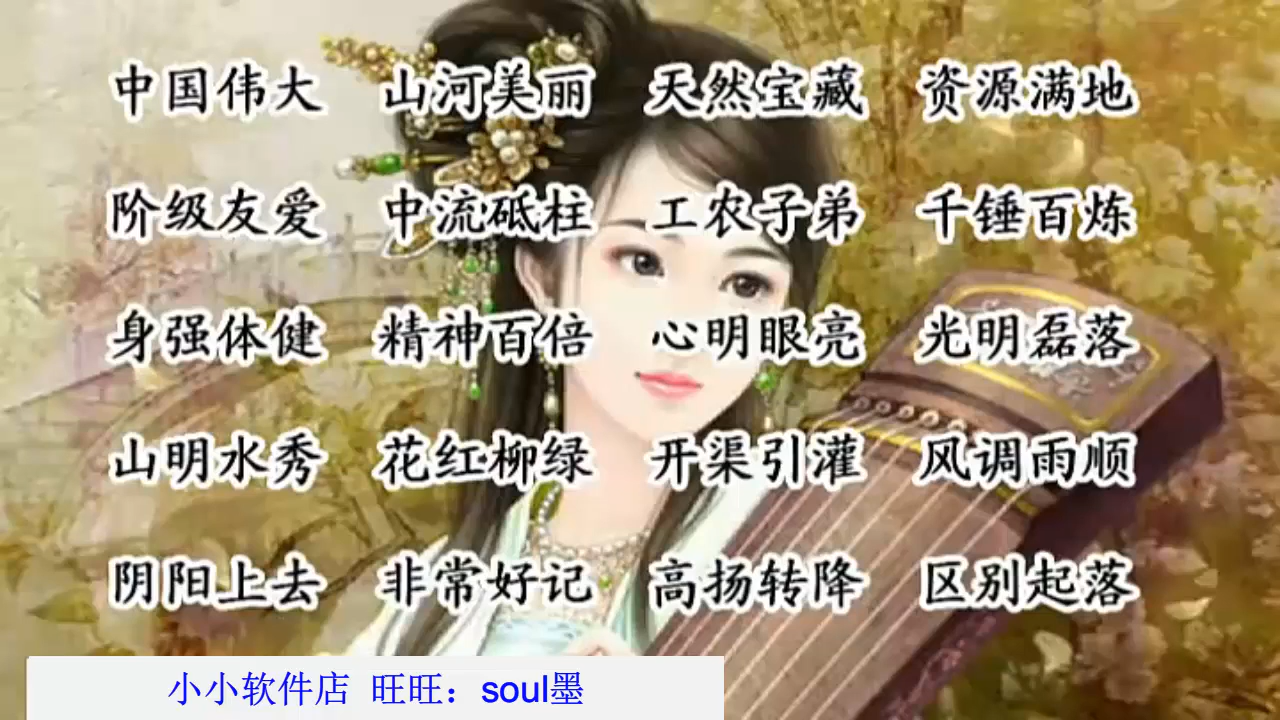 中国伟大 山河美丽 天然宝藏 资源满地
阶级友爱 中流砥柱 工农子弟 千锤百炼
身强体健 精神百倍 心明眼亮 光明磊落
山明水秀 花红柳绿 开渠引灌 风调雨顺
阴阳上去 非常好记 高扬转降 区别起落
小小软件店 旺旺：soul墨